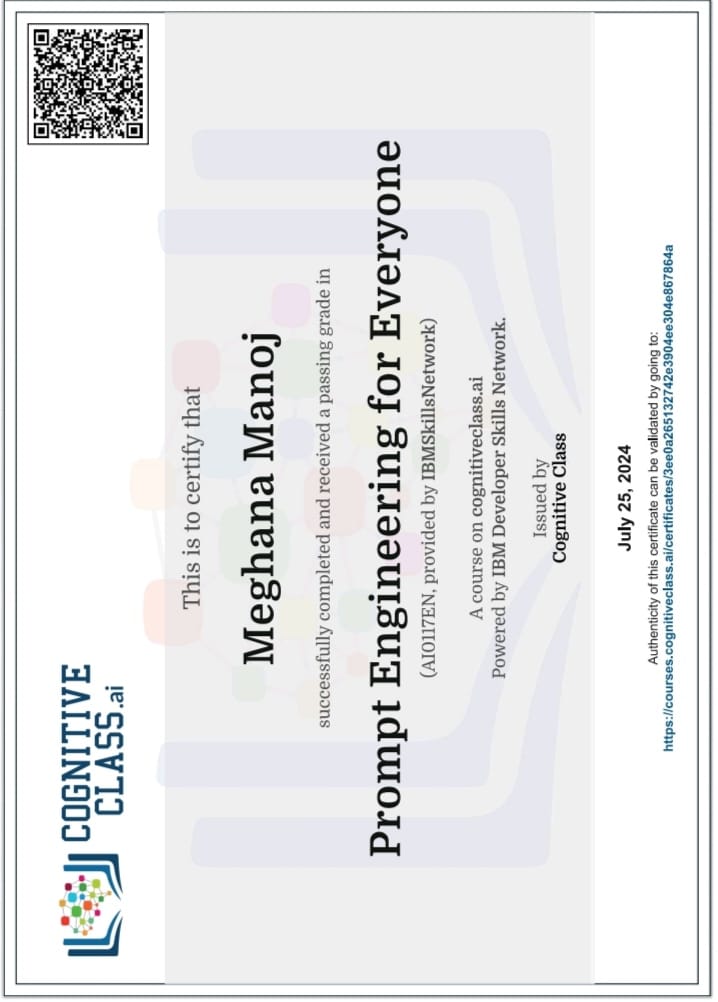 COGNITIVE
CLASS.ai
This is to certify that
Meghana Manoj
successfully completed and received a passing grade in
Prompt Engineering for Everyone
(AI0117EN, provided by IBMSkillsNetwork)
A course on cognitiveclass.ai
Powered by IBM Developer Skills Network.
Issued by
Cognitive Class
July 25, 2024
Authenticity of this certificate can be validated by going to:
https://courses.cognitiveclass.ai/certificates/3ee0a265132742e3904ee304e867864a